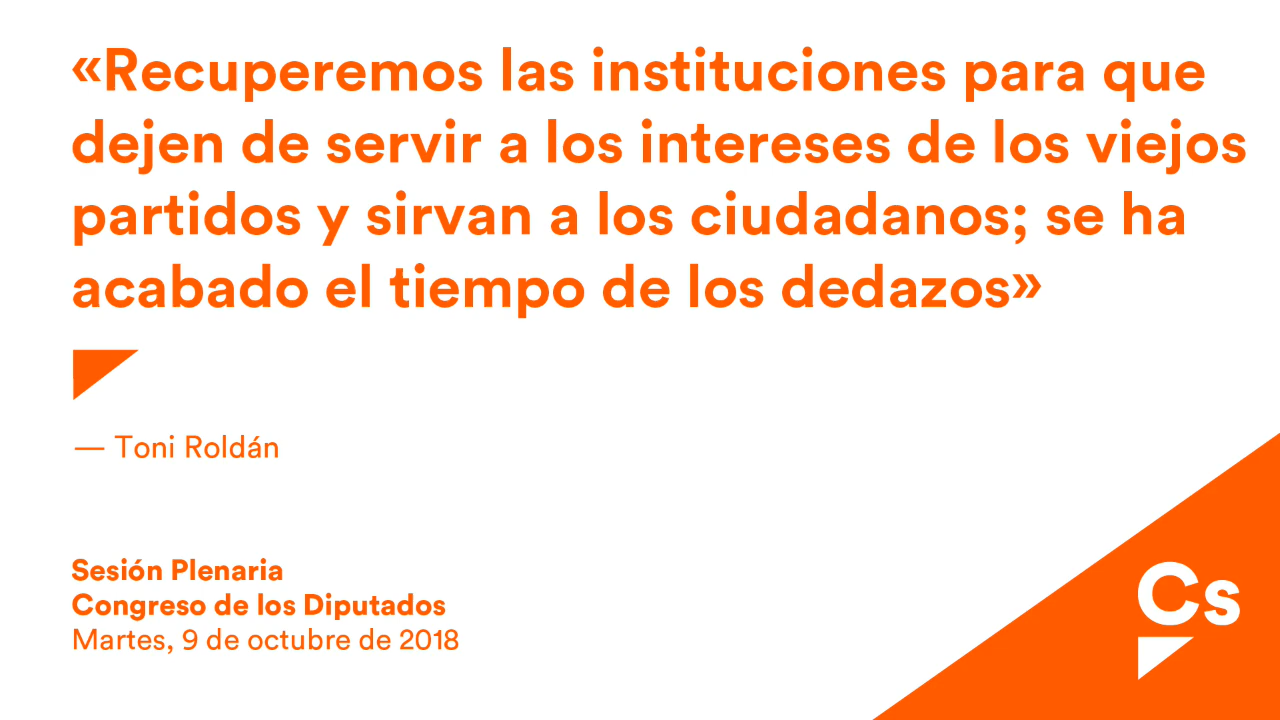 «Recuperemos las instituciones para que
dejen de servir a los intereses de los viejos
partidos y sirvan a los ciudadanos; se ha
acabado el tiempo de los dedazos»
— Toni Roldán
Sesión Plenaria
Congreso de los Diputados
Martes, 9 de octubre de 2018
Cs